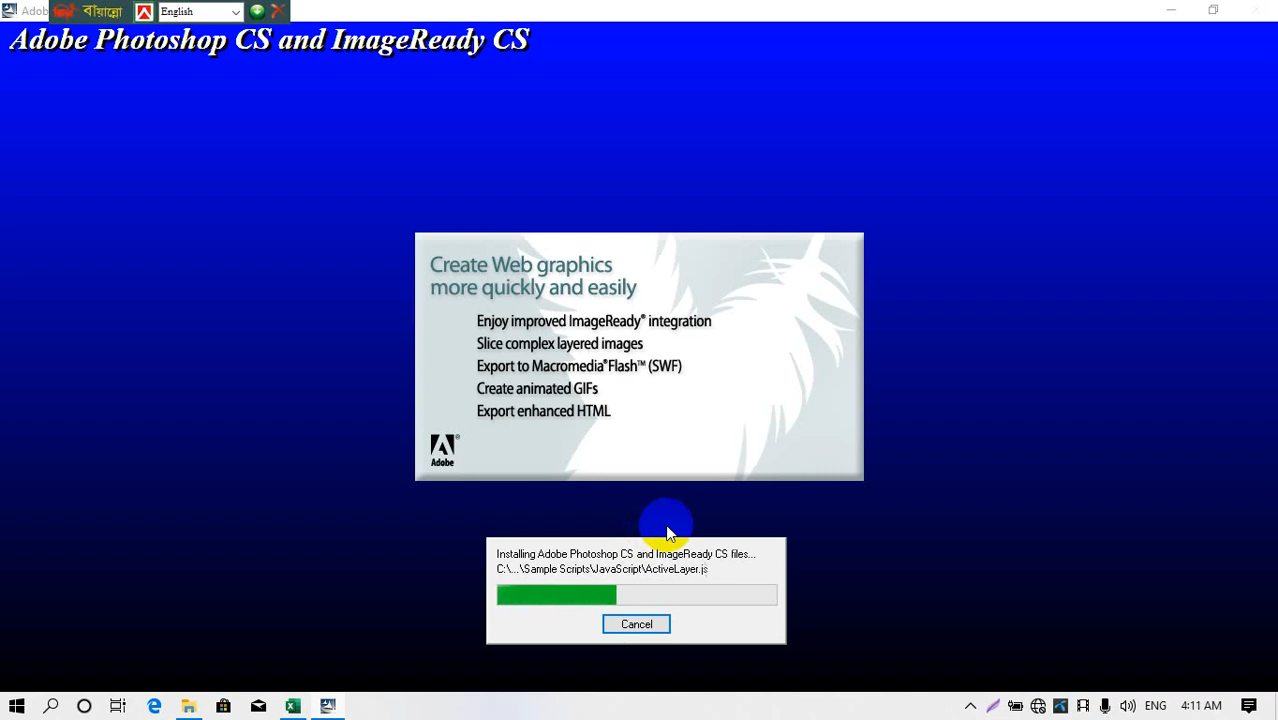 Adob
বায়ান্নো
English
Adobe Photoshop CS and ImageReady CS
Create Web graphics
more quickly and easily
Enjoy improved ImageReady® integration
Slice complex layered images
Export to Macromedia®Flash™ (SWF)
Create animated GIFs
Export enhanced HTML
Adobe®
Installing Adobe Photoshop CS and ImageReady CS files...
C:\...\Sample Scripts\JavaScript\ActiveLayer.js
Cancel
ENG
4:11 AM